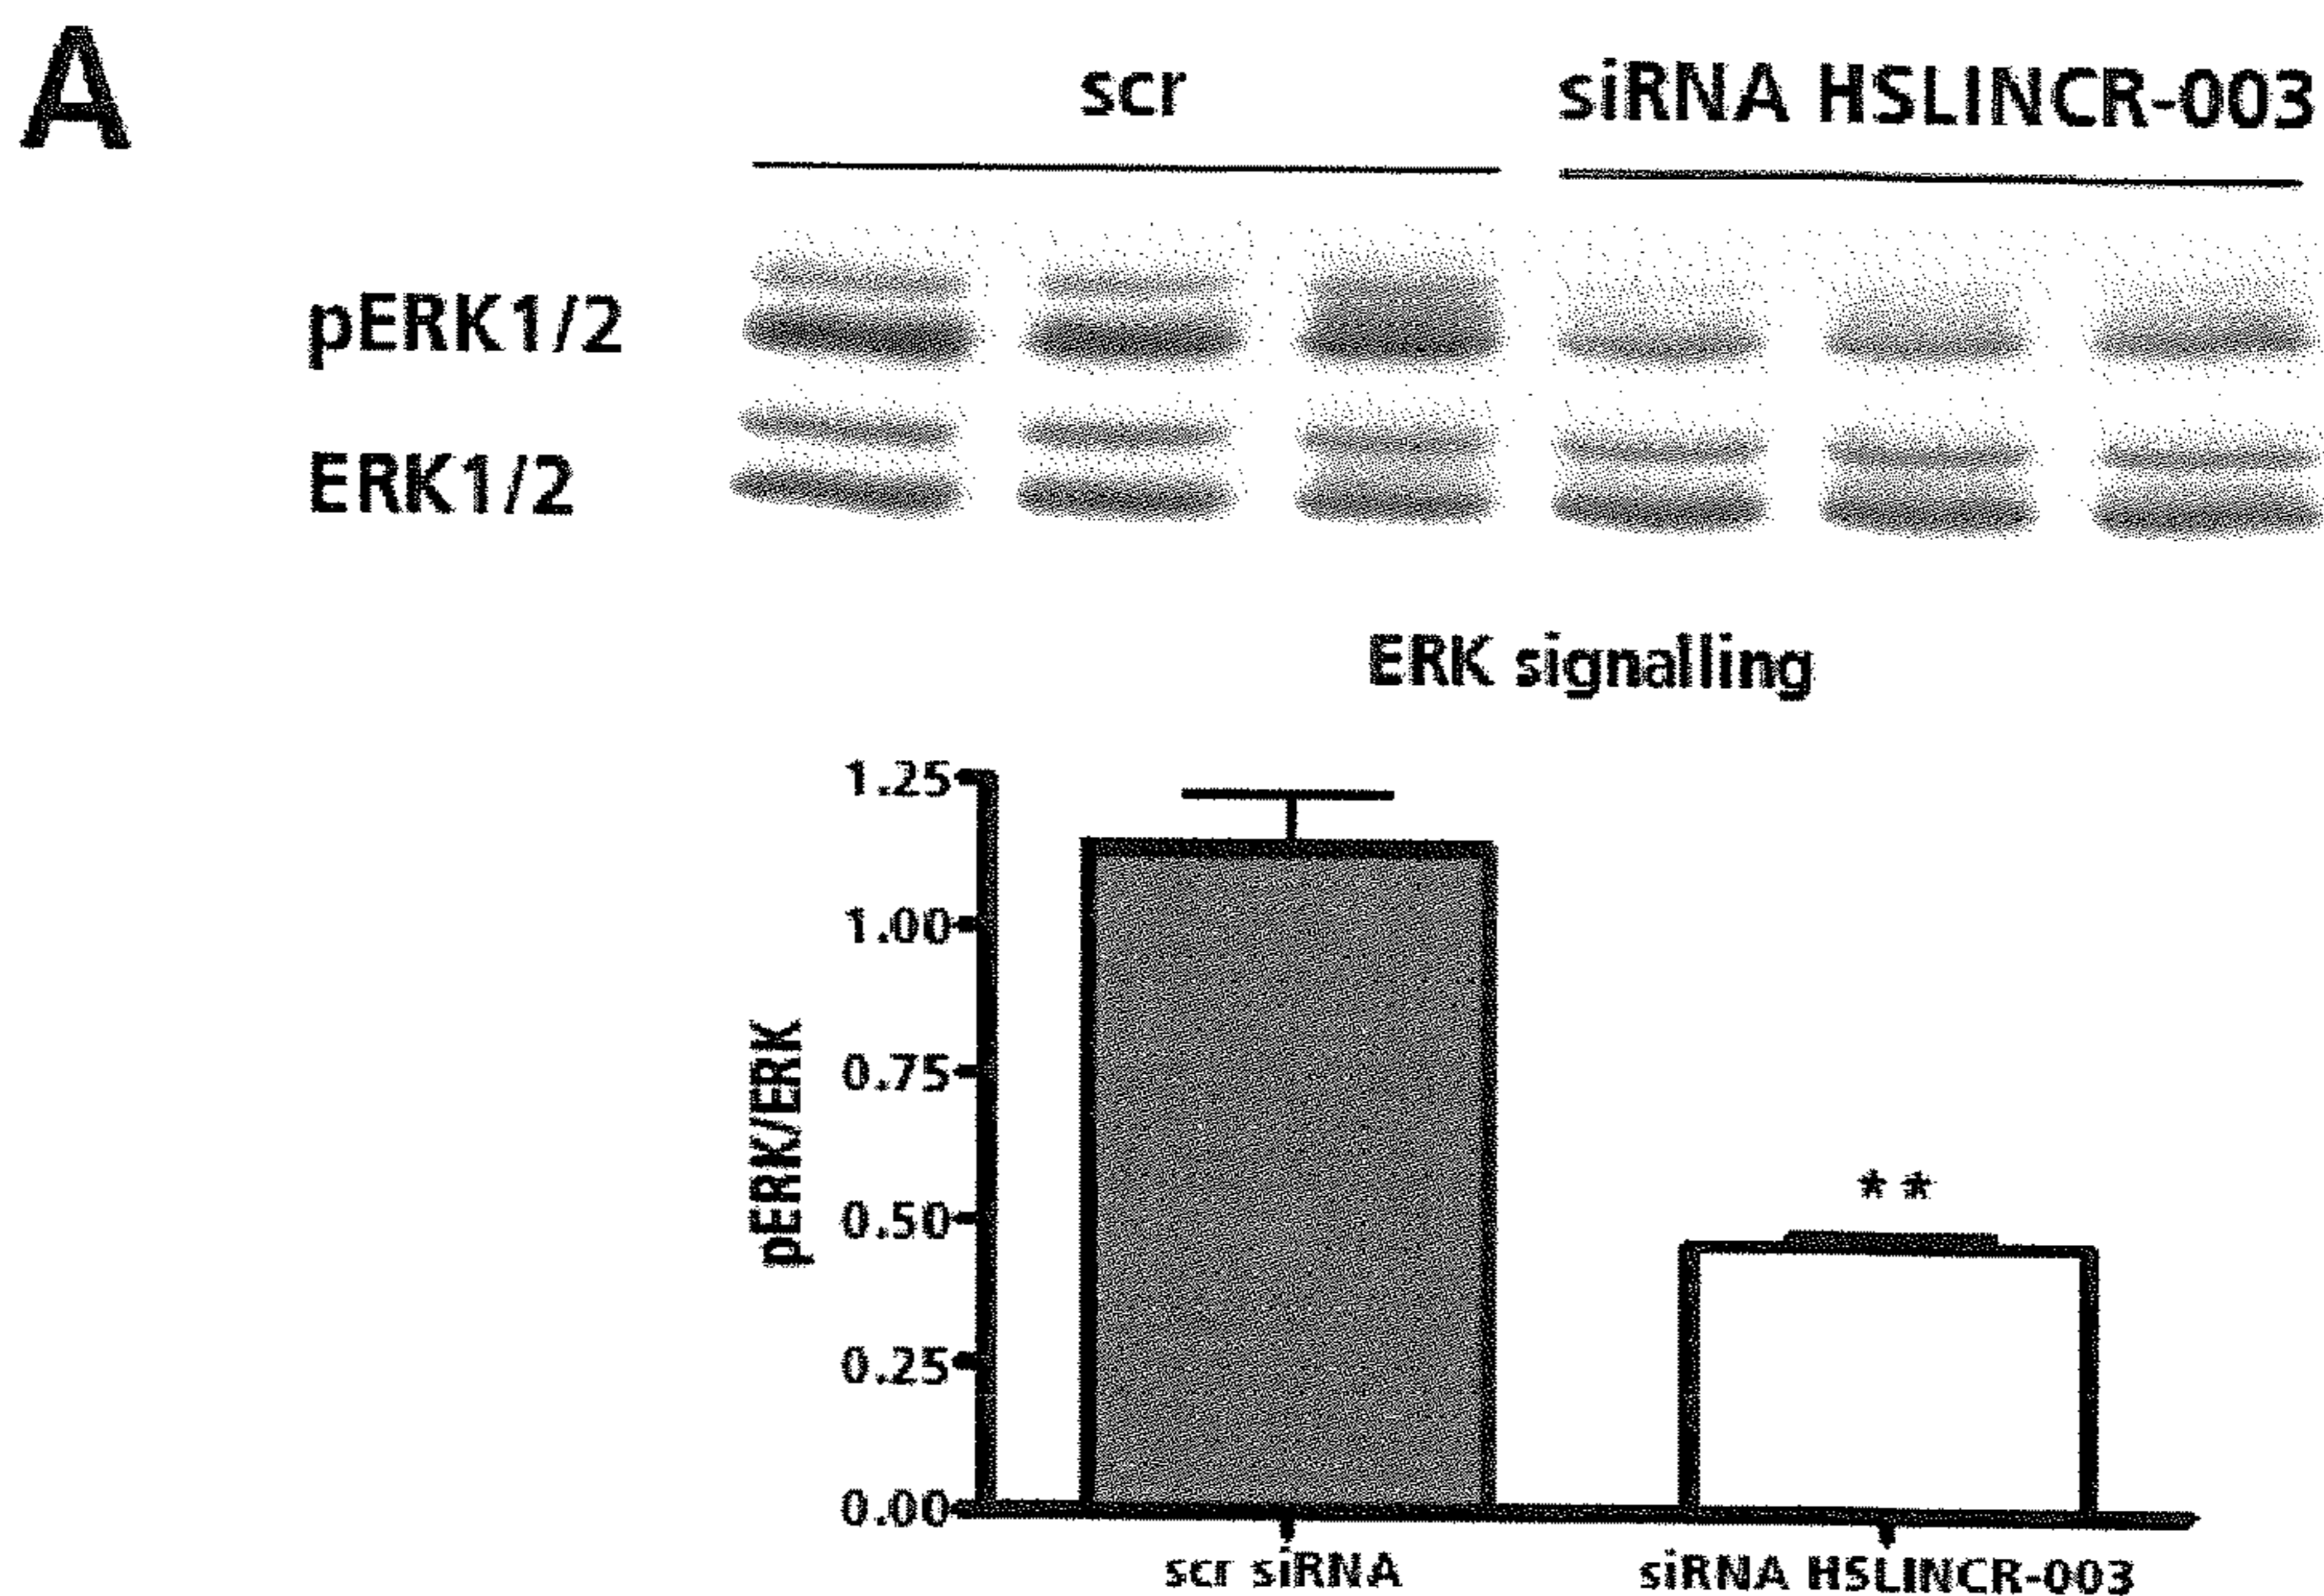 A
scr
siRNA HSLINCR-003
pERK1/2
ERK1/2
ERK signalling
1.25
1.00
0.75
0.50
0.25
0.00
pERK/ERK
**
scr siRNA
siRNA HSLINCR-003